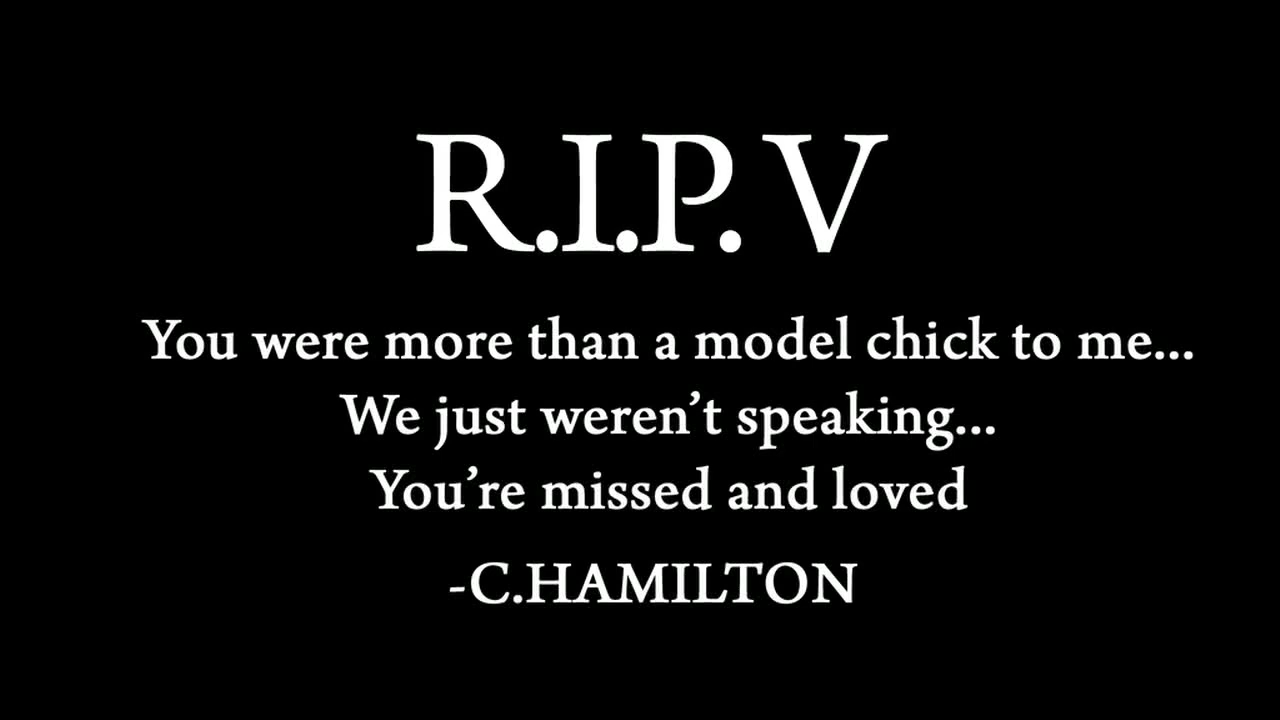 R.I.P. V
You were more than a model chick to me...
We just weren’t speaking...
You’re missed and loved
-C.HAMILTON